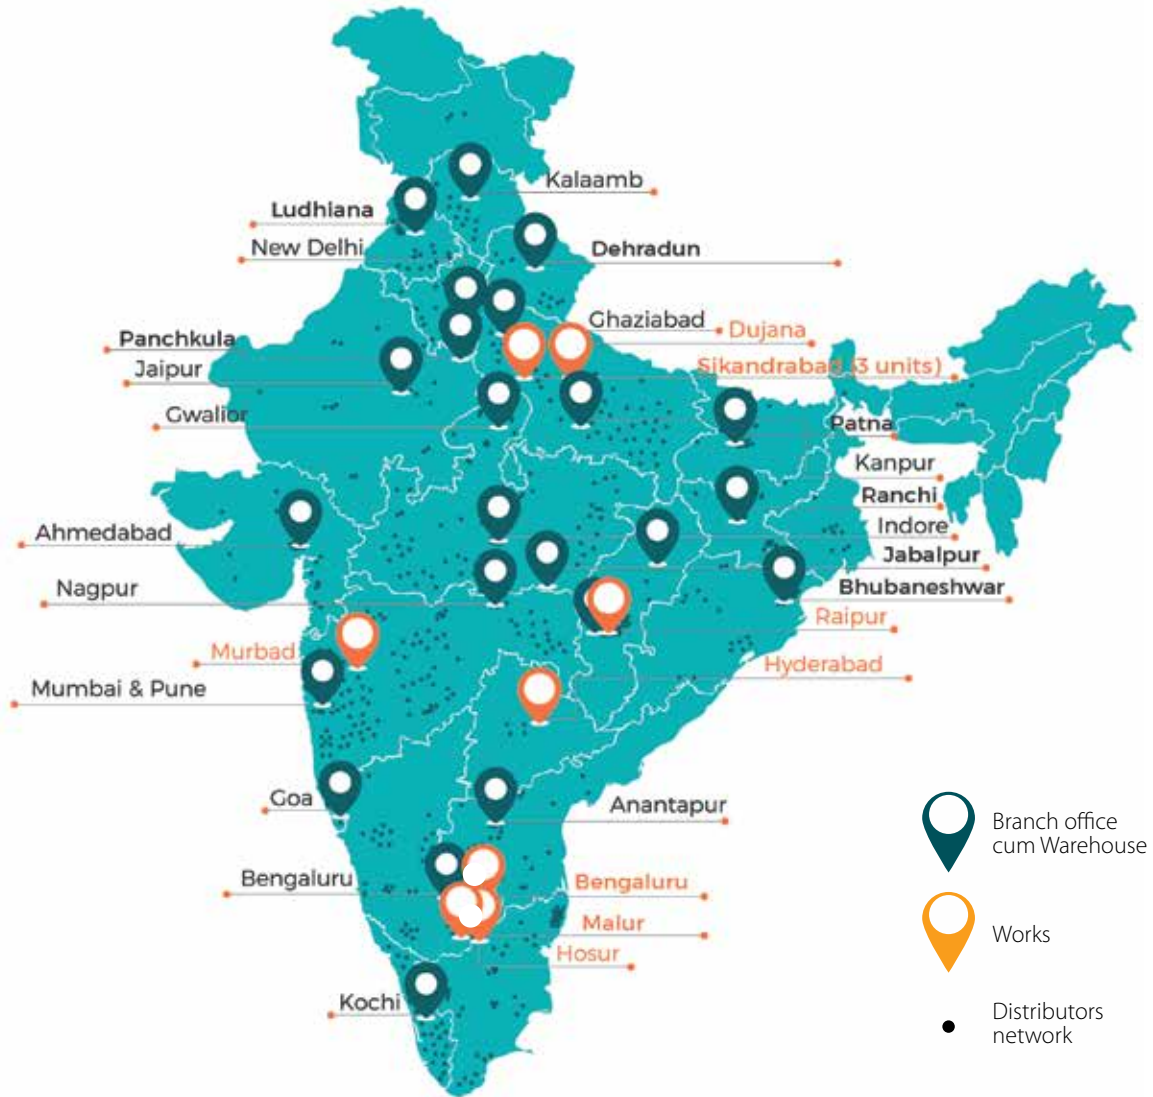 Kalaamb
Ludhiana
New Delhi
Dehradun
Ghaziabad
Dujana
Panchkula
Sikandrabad (3 units)
Jaipur
Gwalior
Patna
Kanpur
Ranchi
Indore
Ahmedabad
Jabalpur
Nagpur
Bhubaneshwar
Raipur
Murbad
Hyderabad
Mumbai & Pune
Goa
Anantapur
Branch office
cum Warehouse
Bengaluru
Bengaluru
Malur
Works
Hosur
Kochi
Distributors
network